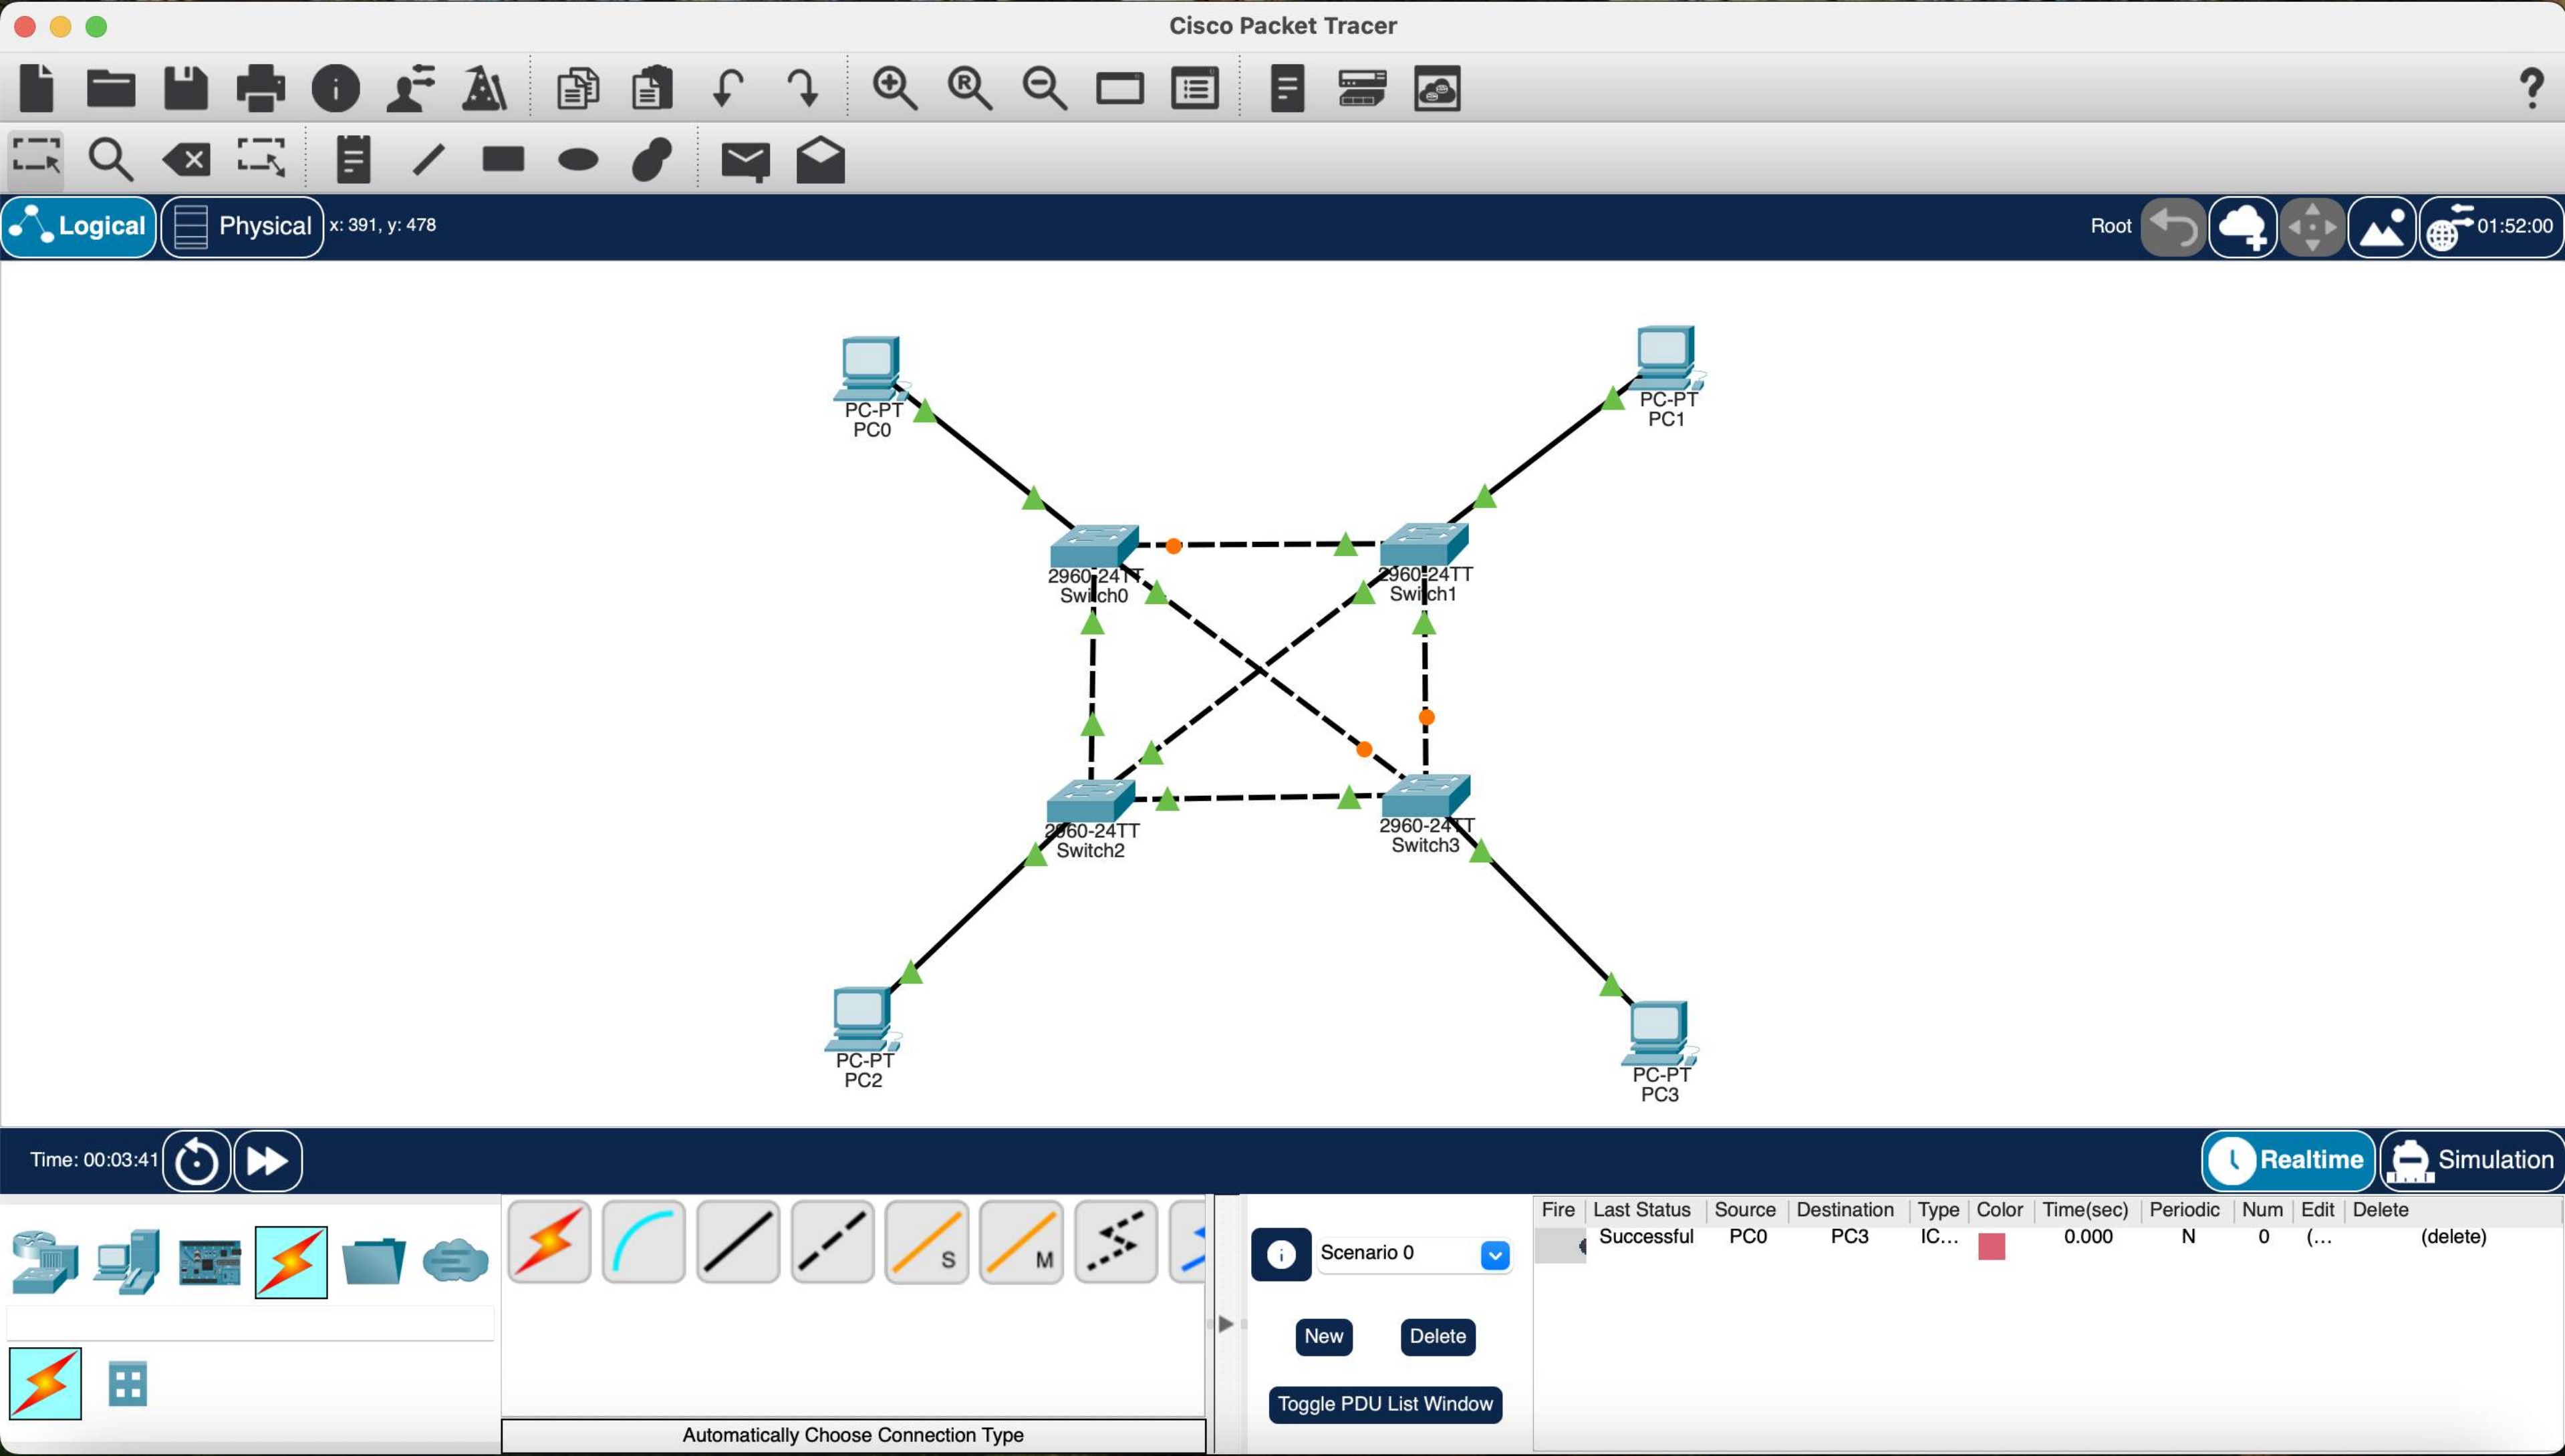 Cisco Packet Tracer
R
?
Logical
Physical
x: 391, y: 478
Root
01:52:00
PC-PT
PC0
PC-PT
PC1
2960-24TT
Switch0
2960-24TT
Switch1
2960-24TT
Switch2
2960-24TT
Switch3
PC-PT
PC2
PC-PT
PC3
Time: 00:03:41
Realtime
Simulation
S
M
Automatically Choose Connection Type
Scenario 0
New
Delete
Toggle PDU List Window
Fire Last Status Source Destination Type Color Time(sec) Periodic Num Edit Delete
Successful PC0 PC3 IC... 0.000 N 0 (... (delete)